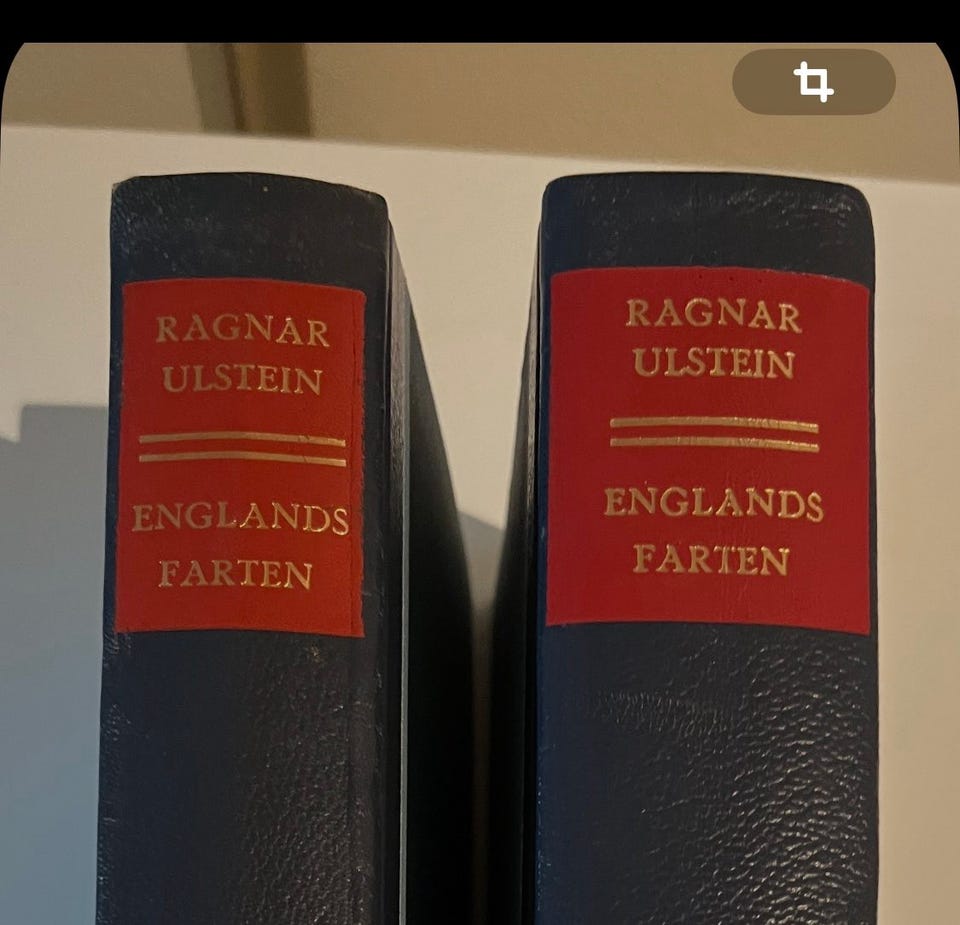 RAGNAR
ULSTEIN
ENGLANDS
FARTEN
RAGNAR
ULSTEIN
ENGLANDS
FARTEN